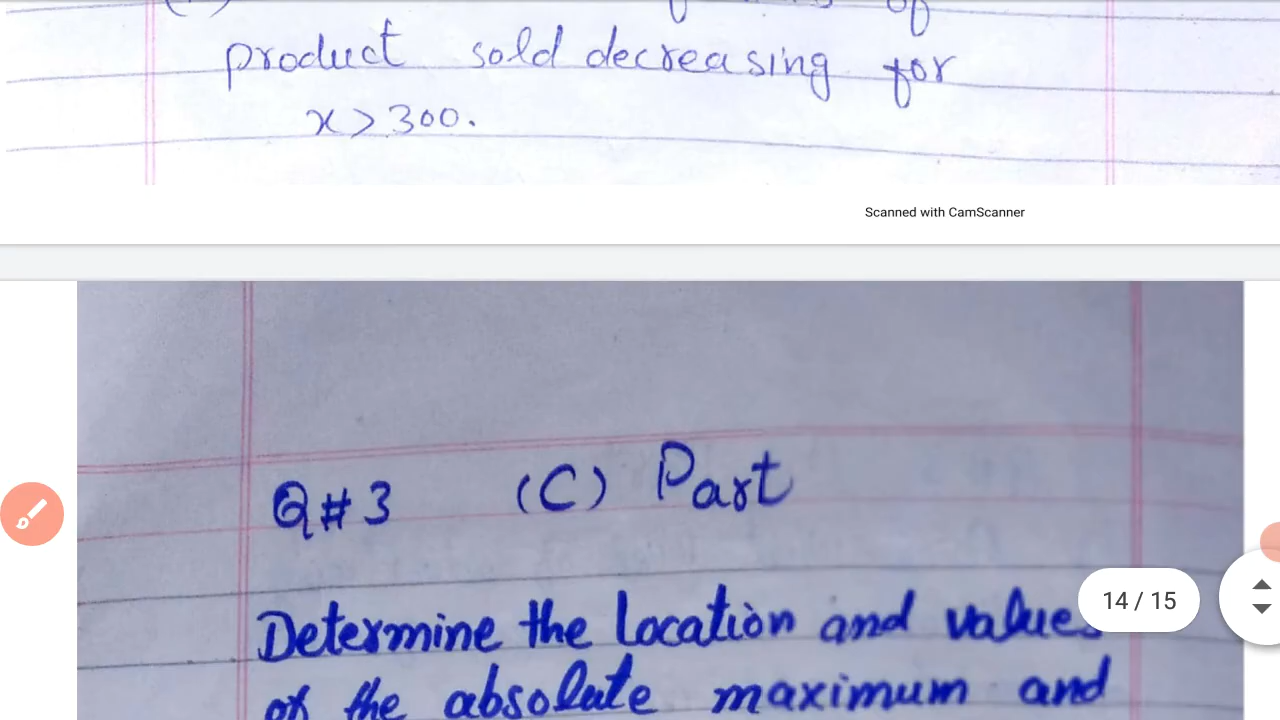 of
product sold decreasing for
x > 300.
Scanned with CamScanner
Q#3 (C) Part
Determine the location and values
14 / 15
of the absolute maximum and